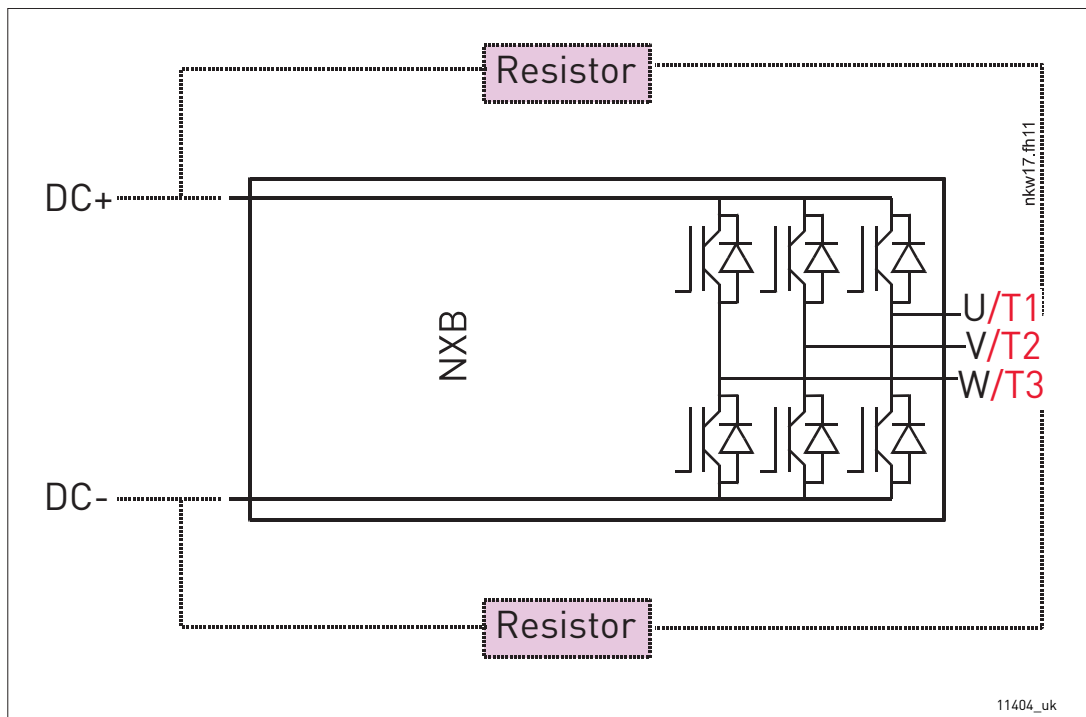 Resistor
nkw17.fh11
DC+
NXB
U/T1
V/T2
W/T3
DC-
Resistor
11404_uk